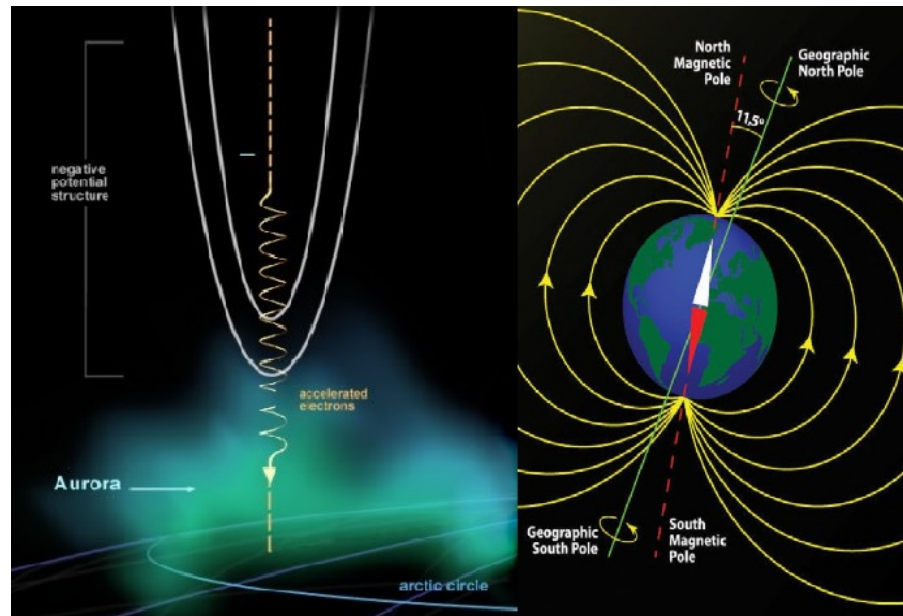 negative
potential
structure
—
accelerated
electrons
Aurora
arctic circle
North
Magnetic
Pole
Geographic
North Pole
11,5°
Geographic
South Pole
South
Magnetic
Pole